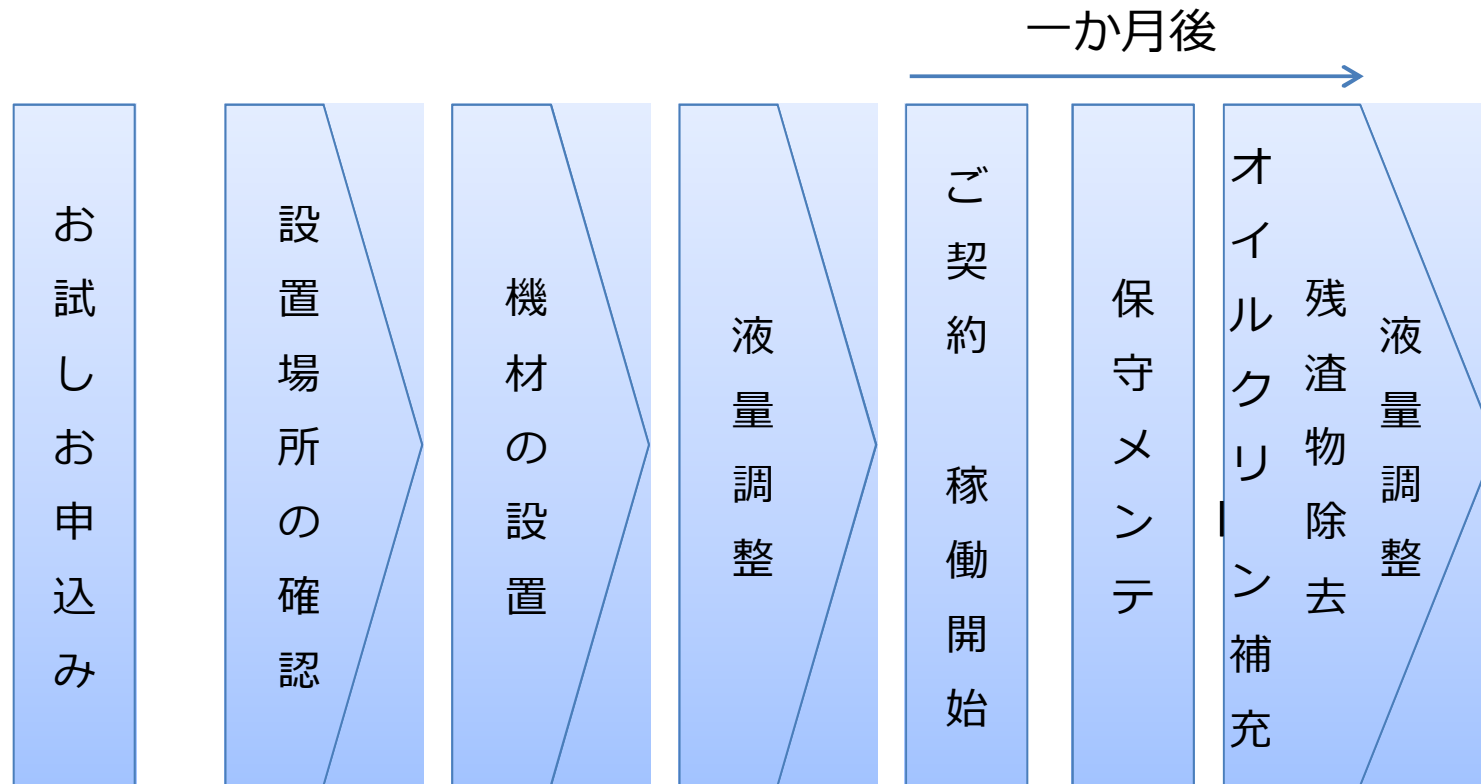 一か月後
お試しお申込み
設置場所の確認
機材の設置
液量調整
ご契約 稼働開始
保守メンテ
液量調整
残渣物除去
オイルクリーン補充